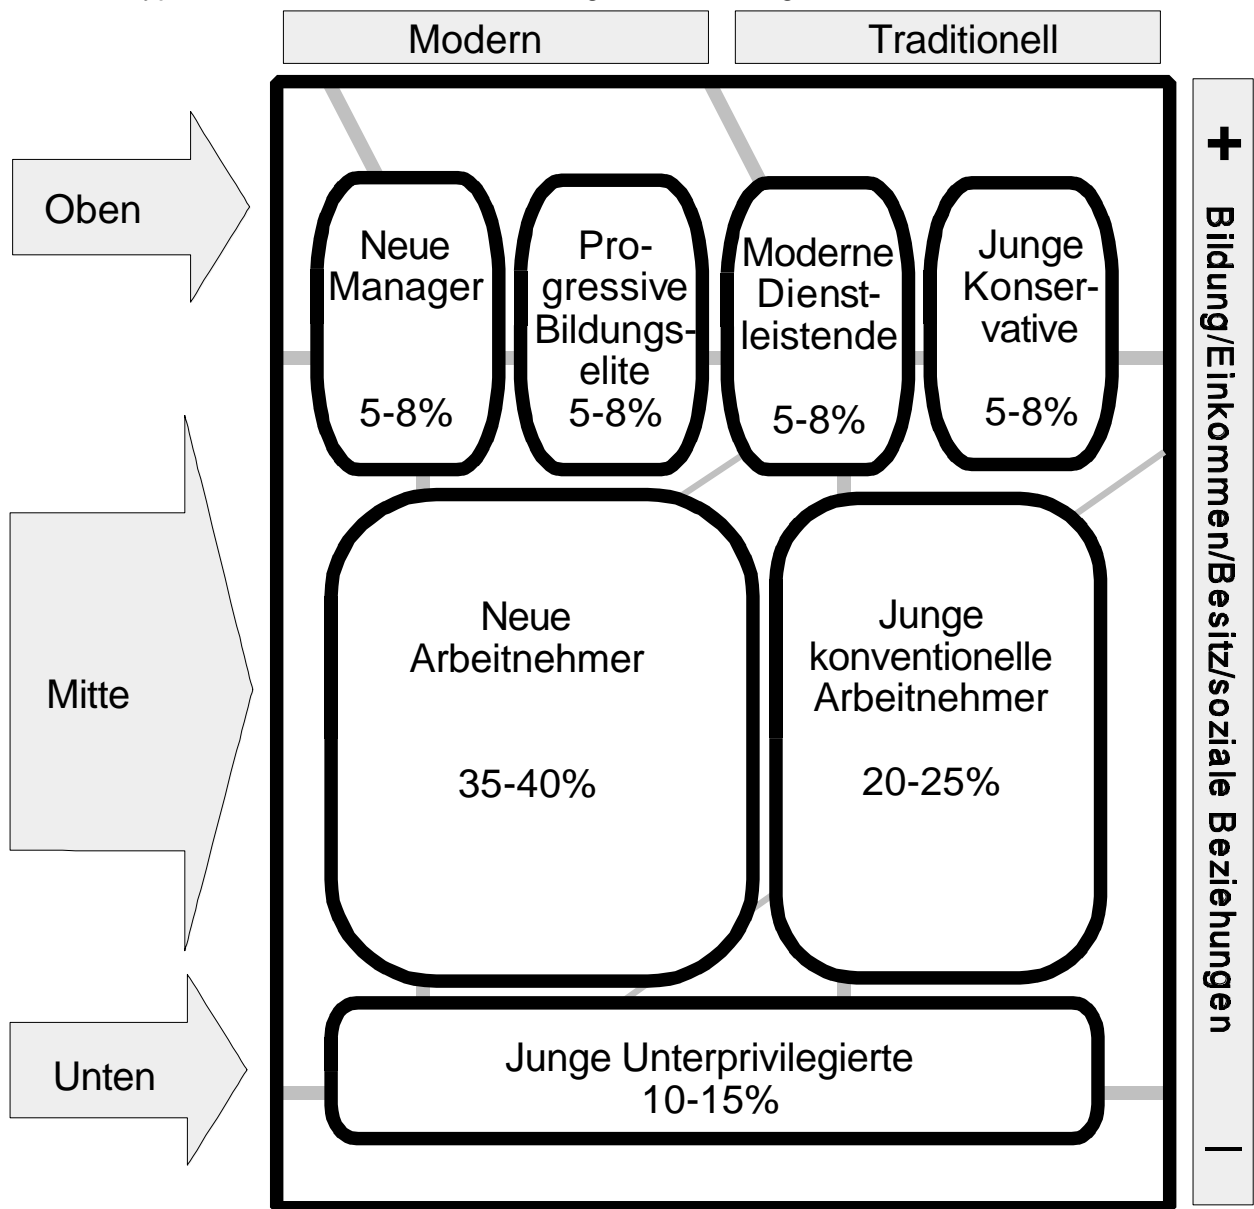 Modern
Traditionell
Oben
Neue
Manager
5-8%
Pro-
gressive
Bildungs-
elite
5-8%
Moderne
Dienst-
leistende
5-8%
Junge
Konser-
vative
5-8%
Mitte
Neue
Arbeitnehmer
35-40%
Junge
konventionelle
Arbeitnehmer
20-25%
Unten
Junge Unterprivilegierte
10-15%
+
Bildung/Einkommen/Besitz/soziale Beziehungen
–